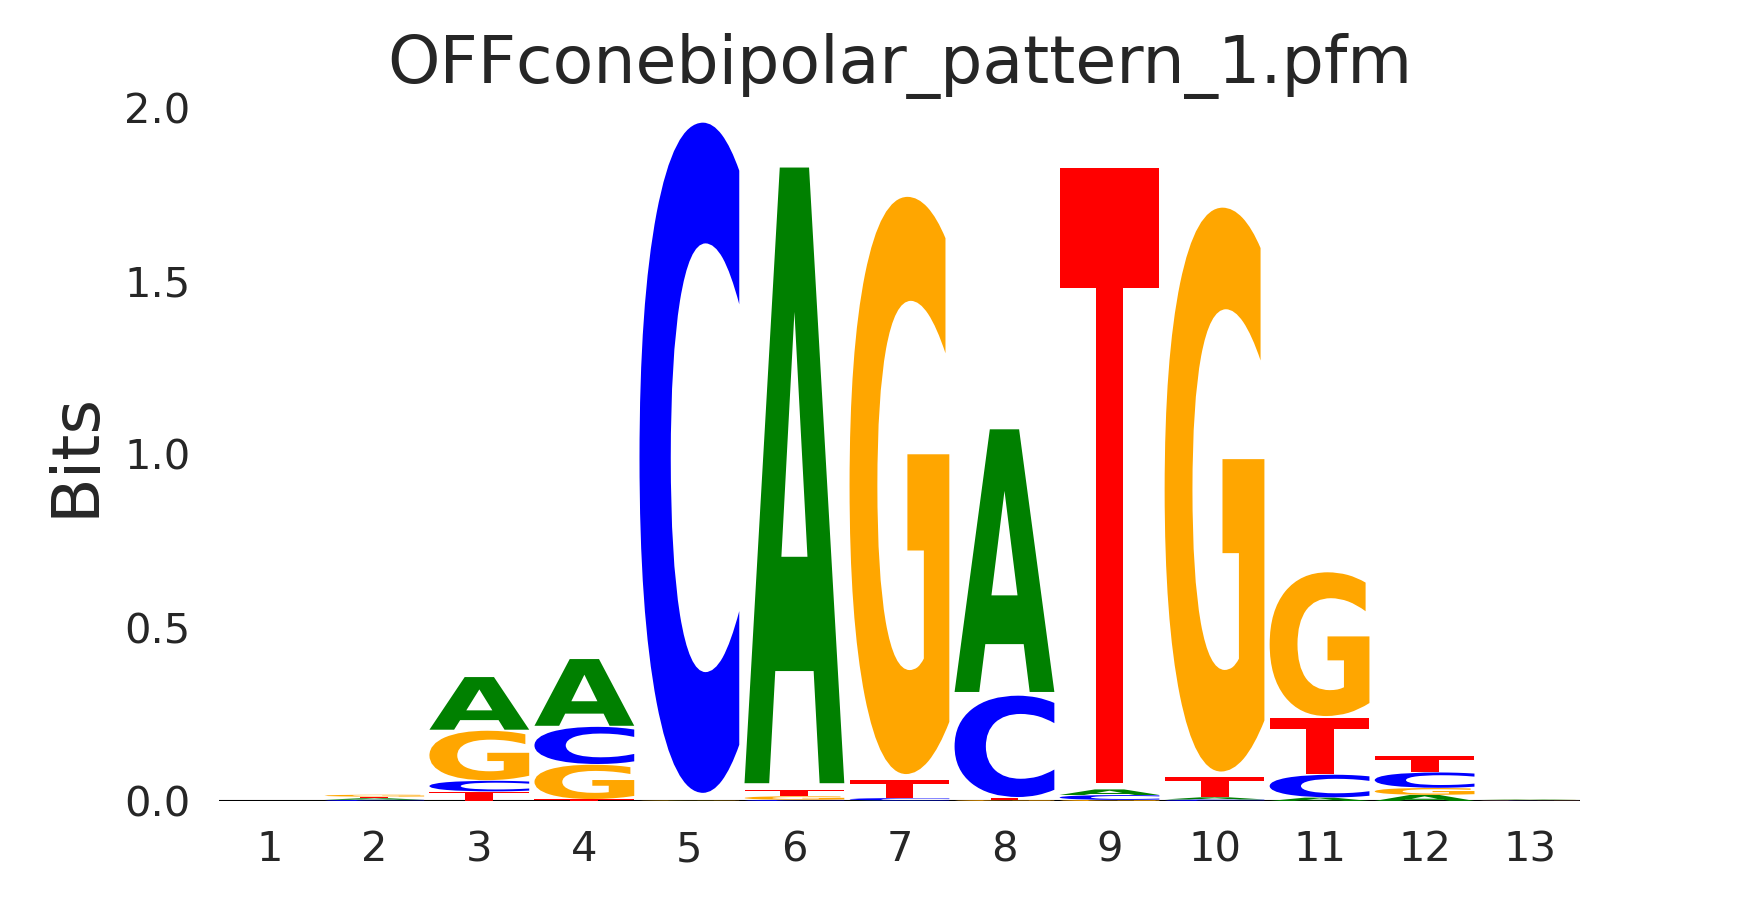 OFFconebipolar_pattern_1.pfm
2.0
1.5
1.0
0.5
0.0
Bits
A G C T
A C G
C
A T G
G T C
A C T
T A C
G T A
G T C A
T C G A
1 2 3 4 5 6 7 8 9 10 11 12 13